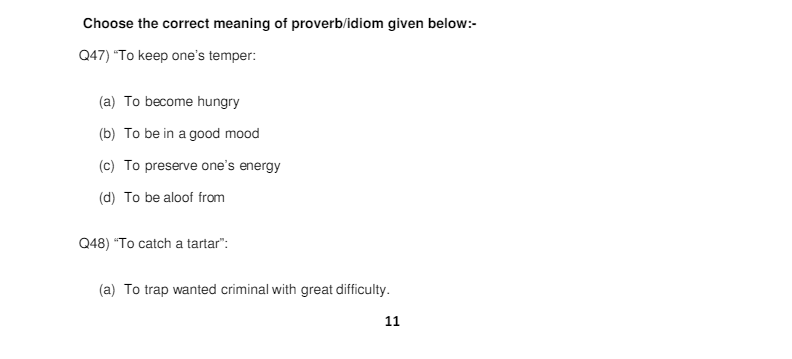 Choose the correct meaning of proverb/idiom given below:-
Q47) “To keep one’s temper:
(a) To become hungry
(b) To be in a good mood
(c) To preserve one’s energy
(d) To be aloof from
Q48) “To catch a tartar”:
(a) To trap wanted criminal with great difficulty.
11